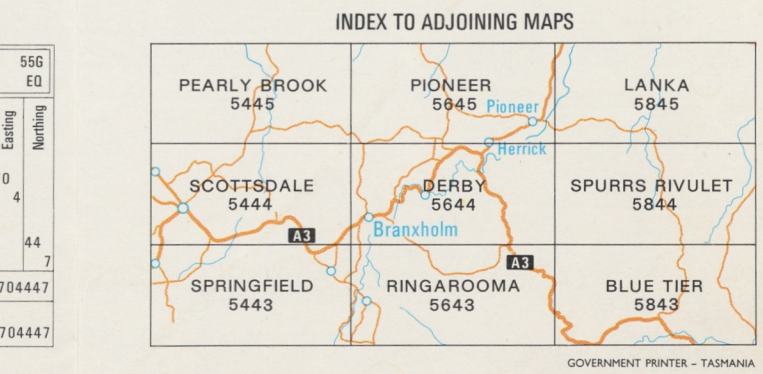 INDEX TO ADJOINING MAPS
55G
EQ
Easting
Northing
0
4
44
7
704447
704447
PEARLY BROOK
5445
PIONEER
5645
Pioneer
LANKA
5845
Herrick
SCOTTSDALE
5444
DERBY
5644
SPURRS RIVULET
5844
Branxholm
A3
A3
SPRINGFIELD
5443
RINGAROOMA
5643
BLUE TIER
5843
GOVERNMENT PRINTER – TASMANIA